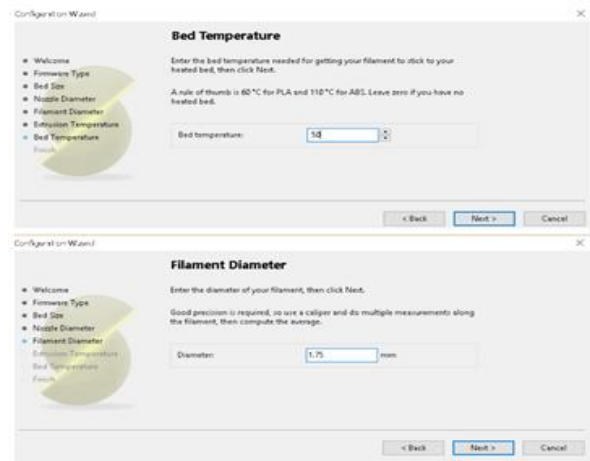 Configuration Wizard
Bed Temperature
Welcome
Firmware Type
Bed Size
Nozzle Diameter
Filament Diameter
Extrusion Temperature
Bed Temperature
Finish
Enter the bed temperature needed for getting your filament to stick to your
heated bed, then click Next.
A rule of thumb is 60 °C for PLA and 110 °C for ABS. Leave zero if you have no
heated bed.
Bed temperature: 50
< Back Next > Cancel
Configuration Wizard
Filament Diameter
Welcome
Firmware Type
Bed Size
Nozzle Diameter
Filament Diameter
Extrusion Temperature
Bed Temperature
Finish
Enter the diameter of your filament, then click Next.
Good precision is required, so use a caliper and do multiple measurements along
the filament, then compute the average.
Diameter: 1.75 mm
< Back Next > Cancel